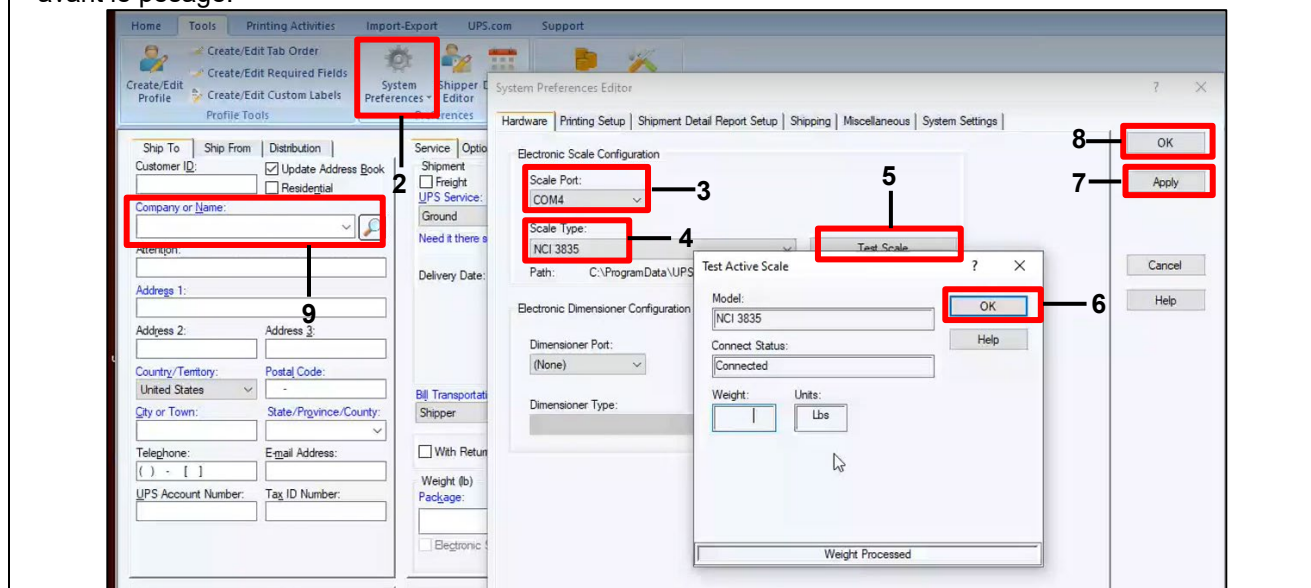 avant le pesage.
Home Tools Printing Activities Import-Export UPS.com Support
Create/Edit Profile
Create/Edit Tab Order
Create/Edit Required Fields
Create/Edit Custom Labels
Profile Tools
System Preferences
Shipper Editor
2
System Preferences Editor ? X
Hardware Printing Setup Shipment Detail Report Setup Shipping Miscellaneous System Settings
Ship To Ship From Distribution
Customer ID:
Update Address Book
Residential
Company or Name:
Attention:
9
Address 1:
Address 2: Address 3:
Country/Territory: Postal Code:
United States -
City or Town: State/Province/County:
Telephone: E-mail Address:
( ) - [ ]
UPS Account Number: Tax ID Number:
Service
Shipment
Freight
UPS Service:
Ground
Need it there
Delivery Date:
Shipper
With
Weight (lb)
Package:
Electronic Scale Configuration
Scale Port:
COM4
3
Scale Type:
NCI 3835
4
5
Test Scale
Path: C:\ProgramData\UPS
Electronic Dimensioner Configuration
Dimensioner Port:
(None)
Dimensioner Type:
Test Active Scale ? X
Model:
NCI 3835
Connect Status:
Connected
Weight: Units:
Lbs
OK
6
Help
Weight Processed
8
OK
7
Apply
Cancel
Help